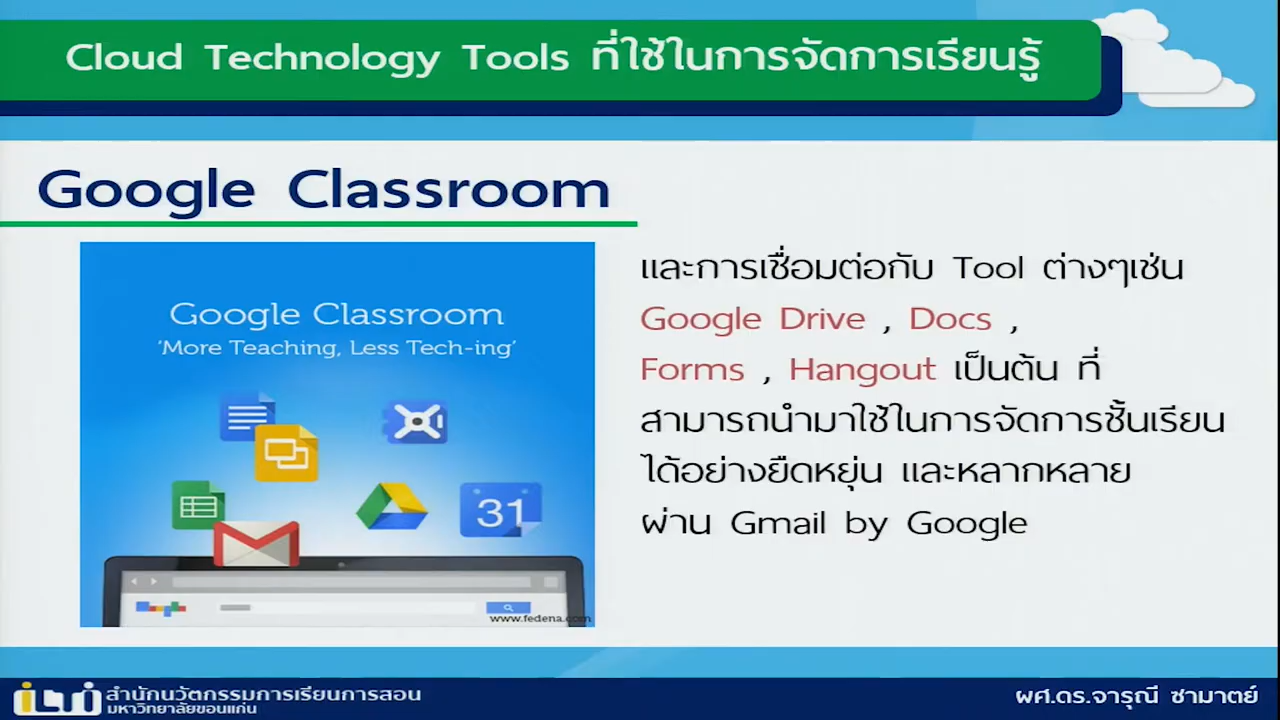 Cloud Technology Tools ที่ใช้ในการจัดการเรียนรู้
Google Classroom
Google Classroom
'More Teaching, Less Tech-ing'
31
www.fedena.com
และการเชื่อมต่อกับ Tool ต่างๆเช่น
Google Drive , Docs ,
Forms , Hangout เป็นต้น ที่
สามารถนำมาใช้ในการจัดการชั้นเรียน
ได้อย่างยืดหยุ่น และหลากหลาย
ผ่าน Gmail by Google
สำนักนวัตกรรมการเรียนการสอน
มหาวิทยาลัยขอนแก่น
ผศ.ดร.จารุณี ซามาตย์